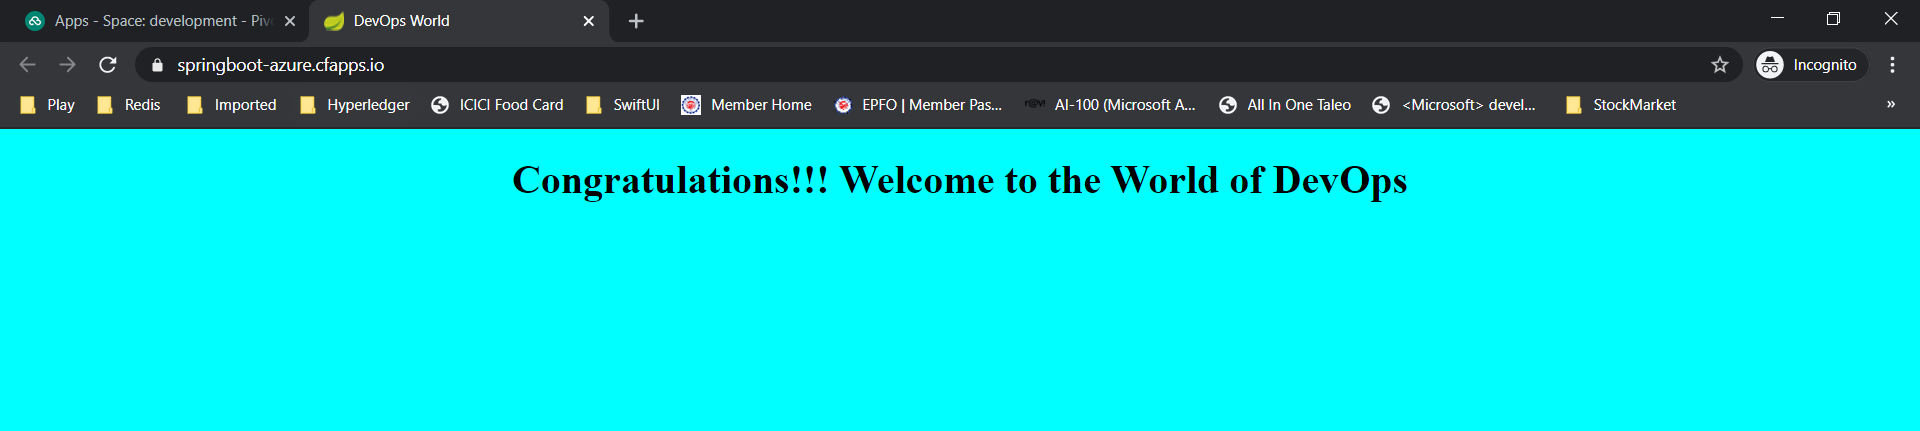 Apps - Space: development - Piv
DevOps World
springboot-azure.cfapps.io
Incognito
Play Redis Imported Hyperledger ICICI Food Card SwiftUI Member Home EPFO | Member Pas... AI-100 (Microsoft A... All In One Taleo <Microsoft> devel... StockMarket »
Congratulations!!! Welcome to the World of DevOps